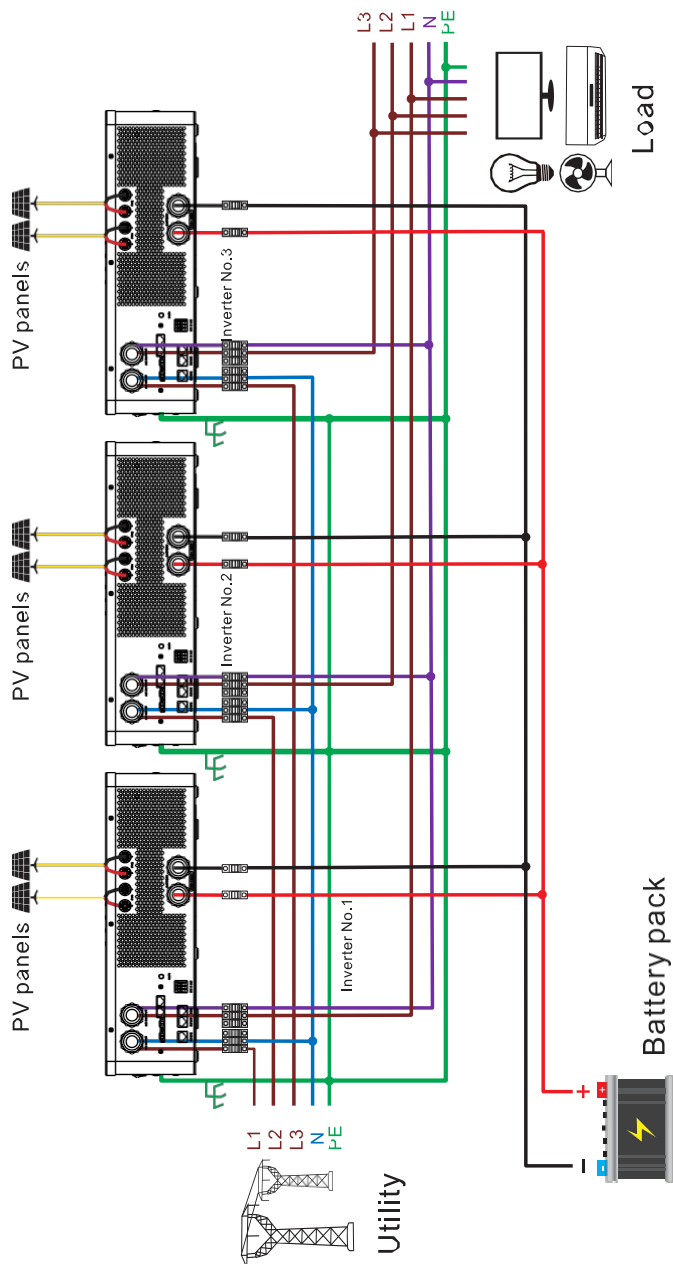 PV panels
PV panels
PV panels
Inverter No.1
Inverter No.2
Inverter No.3
L1
L2
L3
N
PE
Utility
L3
L2
L1
N
PE
Load
+
−
Battery pack